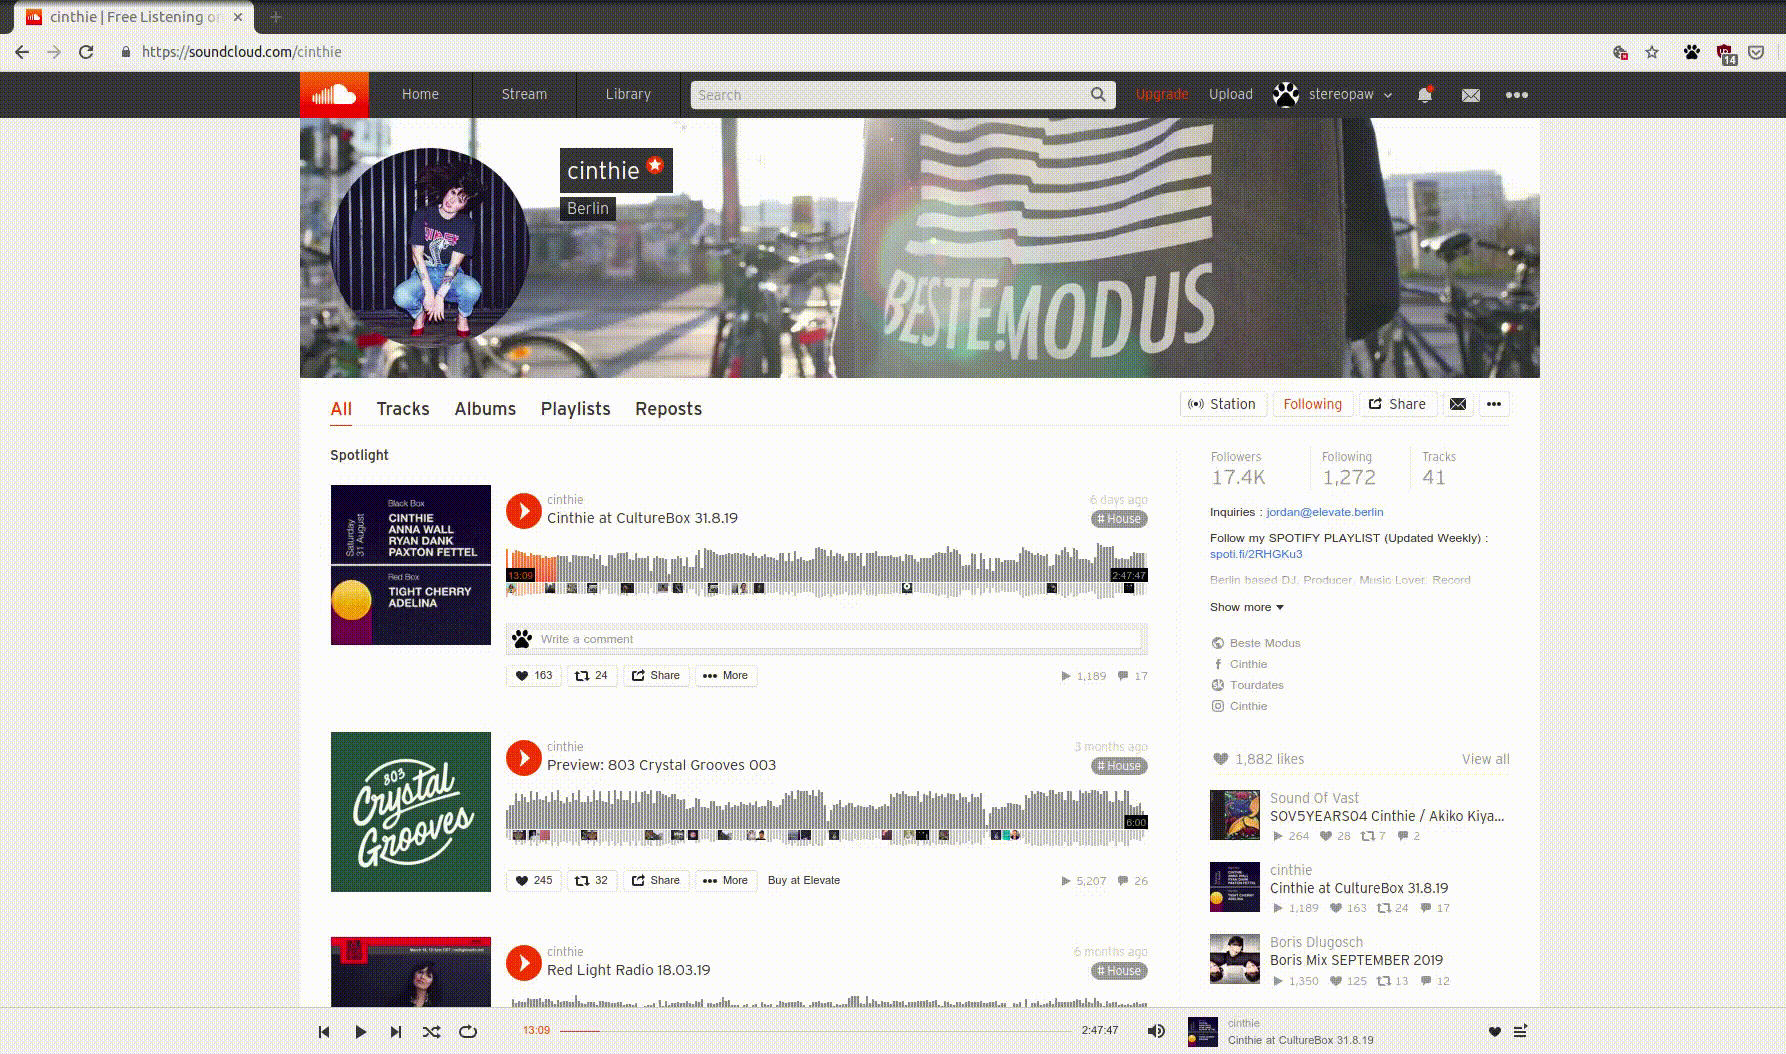 cinthie | Free Listening on
https://soundcloud.com/cinthie
14
Home
Stream
Library
Search
Upgrade
Upload
stereopaw
cinthie
Berlin
BESTE.MODUS
All
Tracks
Albums
Playlists
Reposts
Station
Following
Share
Spotlight
Black Box
CINTHIE
ANNA WALL
RYAN DANK
PAXTON FETTEL
Saturday
31 August
Red Box
TIGHT CHERRY
ADELINA
cinthie
6 days ago
Cinthie at CultureBox 31.8.19
# House
13:09
2:47:47
Write a comment
163
24
Share
More
1,189
17
803
Crystal
Grooves
cinthie
3 months ago
Preview: 803 Crystal Grooves 003
# House
6:00
245
32
Share
More
Buy at Elevate
5,207
26
cinthie
6 months ago
Red Light Radio 18.03.19
# House
Followers
17.4K
Following
1,272
Tracks
41
Inquiries : jordan@elevate.berlin
Follow my SPOTIFY PLAYLIST (Updated Weekly) :
spoti.fi/2RHGKu3
Berlin based DJ, Producer, Music Lover, Record
Show more
Beste Modus
Cinthie
Tourdates
Cinthie
1,882 likes
View all
Sound Of Vast
SOV5YEARS04 Cinthie / Akiko Kiya...
264
28
7
2
cinthie
Cinthie at CultureBox 31.8.19
1,189
163
24
17
Boris Dlugosch
Boris Mix SEPTEMBER 2019
1,350
125
13
12
13:09
2:47:47
cinthie
Cinthie at CultureBox 31.8.19